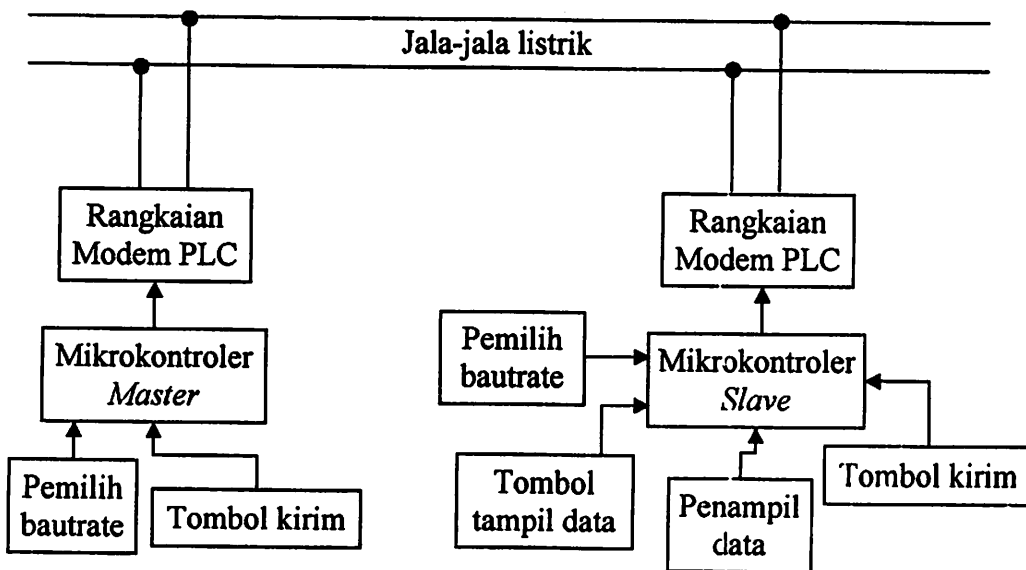 Jala-jala listrik
Rangkaian
Modem PLC
Rangkaian
Modem PLC
Mikrokontroler
Master
Pemilih
bautrate
Mikrokontroler
Slave
Pemilih
bautrate
Tombol kirim
Tombol
tampil data
Penampil
data
Tombol kirim